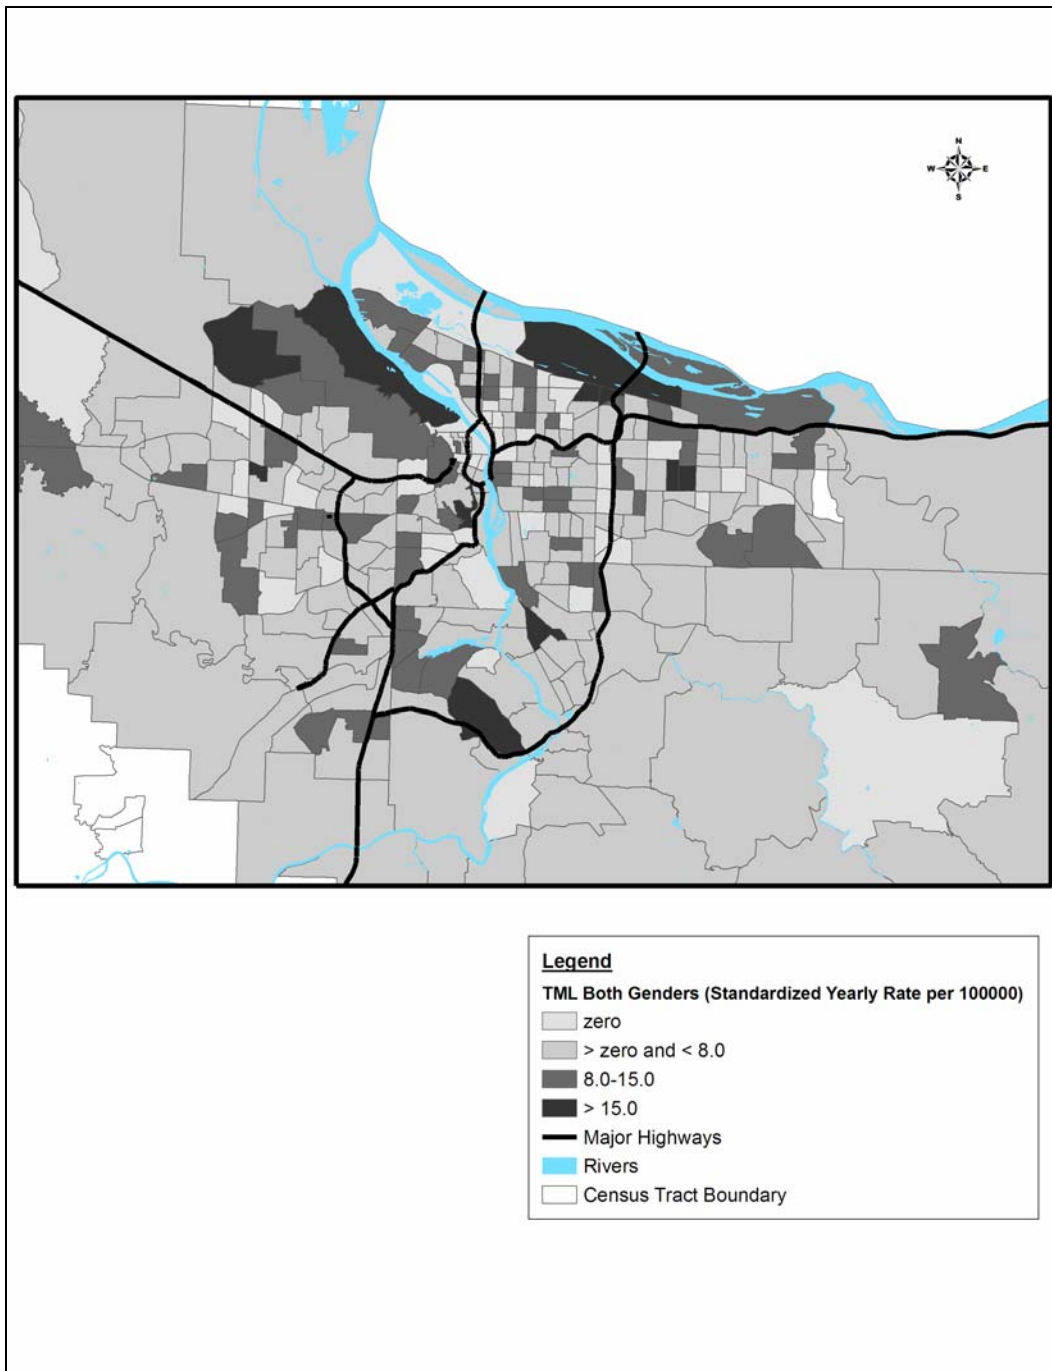 N
W E
S
Legend
TML Both Genders (Standardized Yearly Rate per 100000)
zero
> zero and < 8.0
8.0-15.0
> 15.0
Major Highways
Rivers
Census Tract Boundary